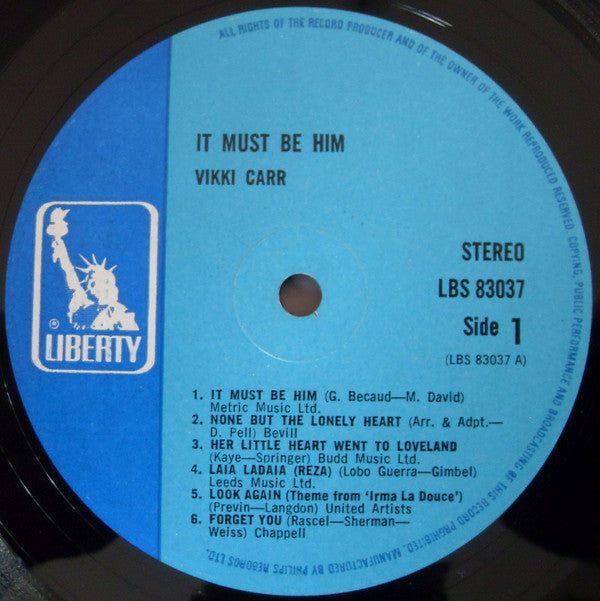 ALL RIGHTS OF THE RECORD PRODUCER AND OF THE OWNER OF THE WORK REPRODUCED RESERVED. COPYING, PUBLIC PERFORMANCE AND BROADCASTING OF THIS RECORD PROHIBITED. MANUFACTURED BY PHILIPS RECORDS LTD.
IT MUST BE HIM
VIKKI CARR
STEREO
LBS 83037
Side 1
(LBS 83037 A)
® LIBERTY
1. IT MUST BE HIM (G. Becaud—M. David)
Metric Music Ltd.
2. NONE BUT THE LONELY HEART (Arr. & Adpt.—
D. Pell) Bevill
3. HER LITTLE HEART WENT TO LOVELAND
(Kaye—Springer) Budd Music Ltd.
4. LAIA LADAIA (REZA) (Lobo Guerra—Gimbel)
Leeds Music Ltd.
5. LOOK AGAIN (Theme from 'Irma La Douce')
(Previn—Langdon) United Artists
6. FORGET YOU (Rascel—Sherman—
Weiss) Chappell